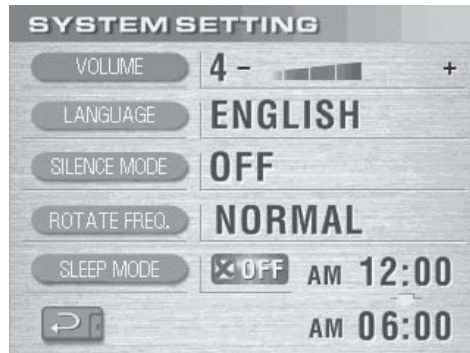 SYSTEM SETTING
VOLUME 4 - +
LANGUAGE ENGLISH
SILENCE MODE OFF
ROTATE FREQ. NORMAL
SLEEP MODE OFF AM 12:00
AM 06:00